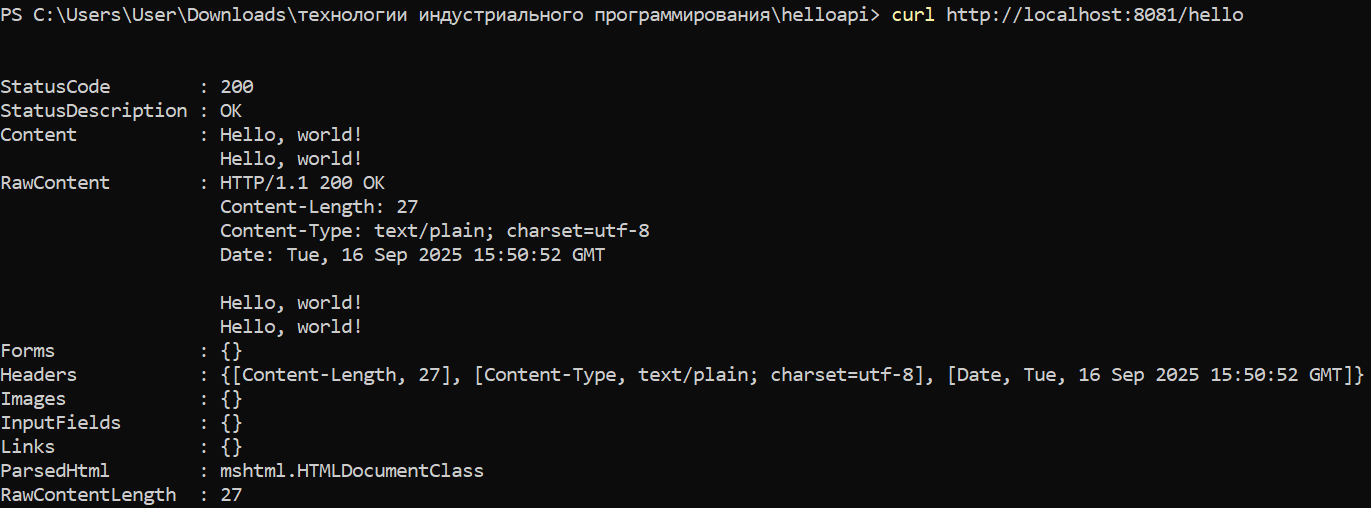 PS C:\Users\User\Downloads\технологии индустриального программирования\helloapi> curl http://localhost:8081/hello
StatusCode        : 200
StatusDescription : OK
Content           : Hello, world!
                    Hello, world!
RawContent        : HTTP/1.1 200 OK
                    Content-Length: 27
                    Content-Type: text/plain; charset=utf-8
                    Date: Tue, 16 Sep 2025 15:50:52 GMT

                    Hello, world!
                    Hello, world!
Forms             : {}
Headers           : {[Content-Length, 27], [Content-Type, text/plain; charset=utf-8], [Date, Tue, 16 Sep 2025 15:50:52 GMT]}
Images            : {}
InputFields       : {}
Links             : {}
ParsedHtml        : mshtml.HTMLDocumentClass
RawContentLength  : 27